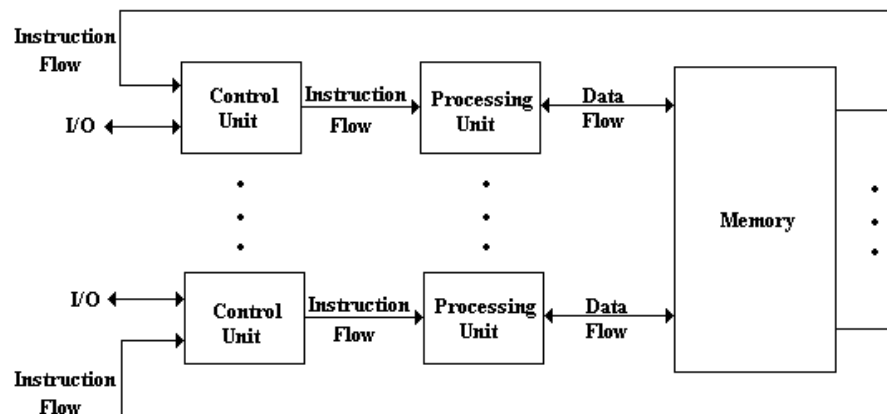 Instruction
Flow
I/O
Control
Unit
Instruction
Flow
Processing
Unit
Data
Flow
Memory
I/O
Control
Unit
Instruction
Flow
Processing
Unit
Data
Flow
Instruction
Flow